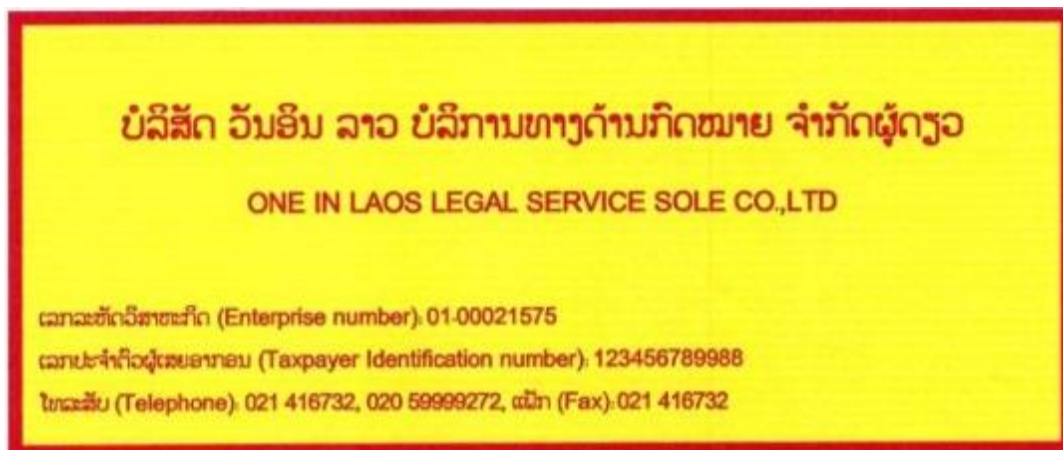 ບໍລິສັດ ວັນອິນ ລາວ ບໍລິການທາງດ້ານກົດໝາຍ ຈຳກັດຜູ້ດຽວ
ONE IN LAOS LEGAL SERVICE SOLE CO.,LTD
ເລກລະຫັດວິສາຫະກິດ (Enterprise number): 01-00021575
ເລກປະຈຳຕົວຜູ້ເສຍອາກອນ (Taxpayer Identification number): 123456789988
ໂທລະສັບ (Telephone): 021 416732, 020 59999272, ແຟັກ (Fax): 021 416732